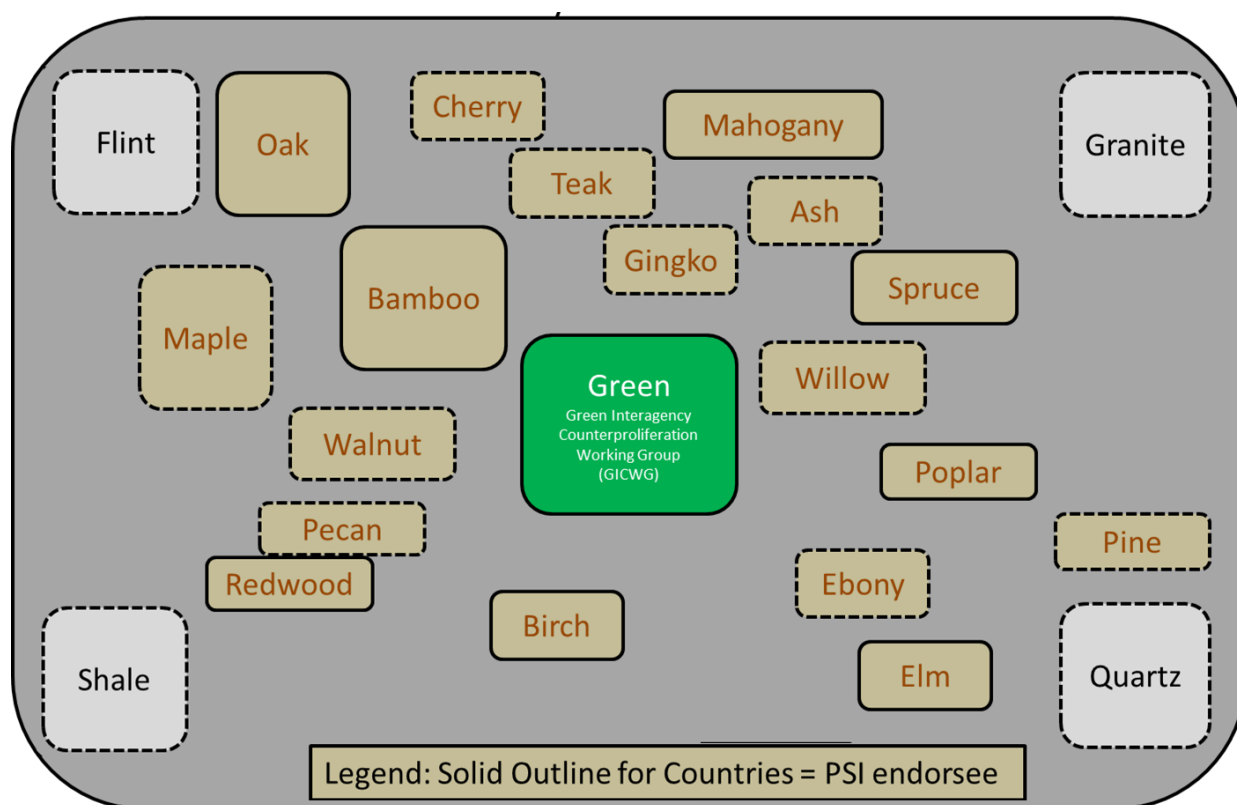 Flint
Oak
Cherry
Mahogany
Granite
Teak
Ash
Gingko
Spruce
Bamboo
Maple
Green
Green Interagency
Counterproliferation
Working Group
(GICWG)
Willow
Walnut
Poplar
Pecan
Pine
Redwood
Ebony
Birch
Shale
Elm
Quartz
Legend: Solid Outline for Countries = PSI endorsee